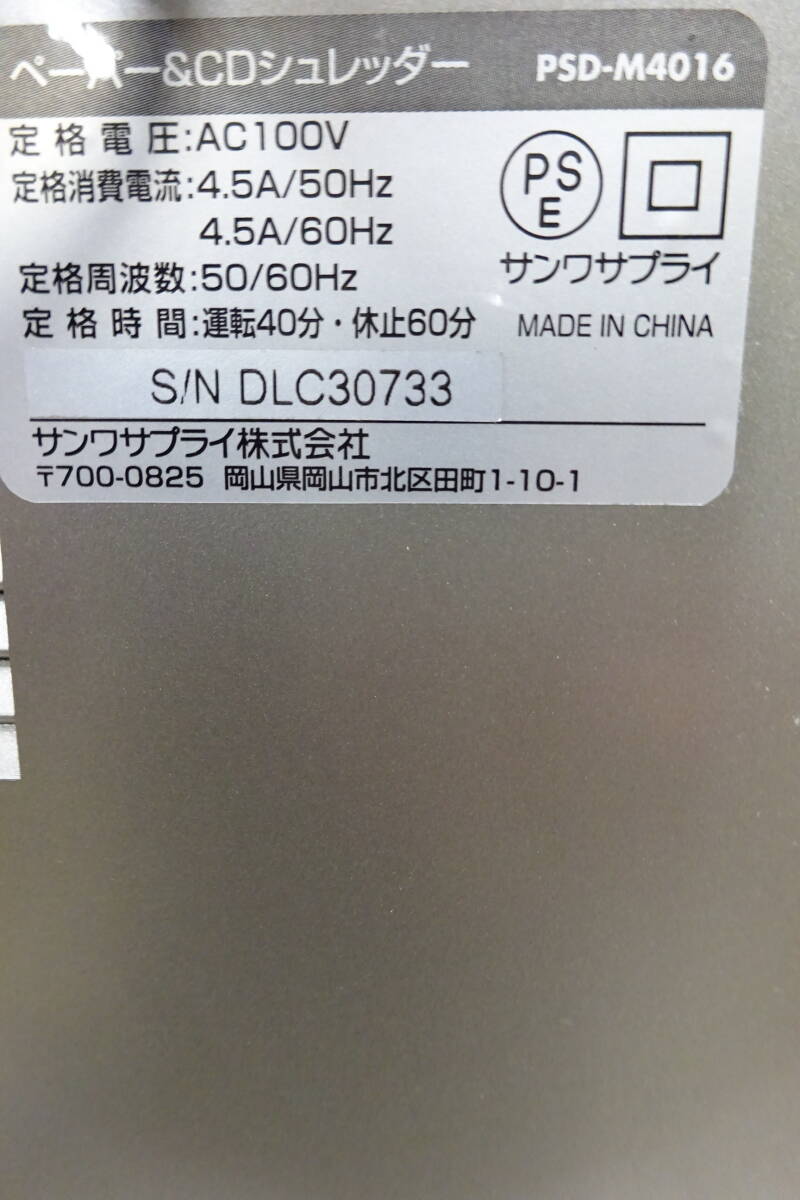 ペーパー&CDシュレッダー PSD-M4016
定格電圧:AC100V
定格消費電流:4.5A/50Hz
4.5A/60Hz
定格周波数:50/60Hz
定格時間:運転40分・休止60分
PS
E
サンワサプライ
MADE IN CHINA
S/N DLC30733
サンワサプライ株式会社
〒700-0825 岡山県岡山市北区田町1-10-1